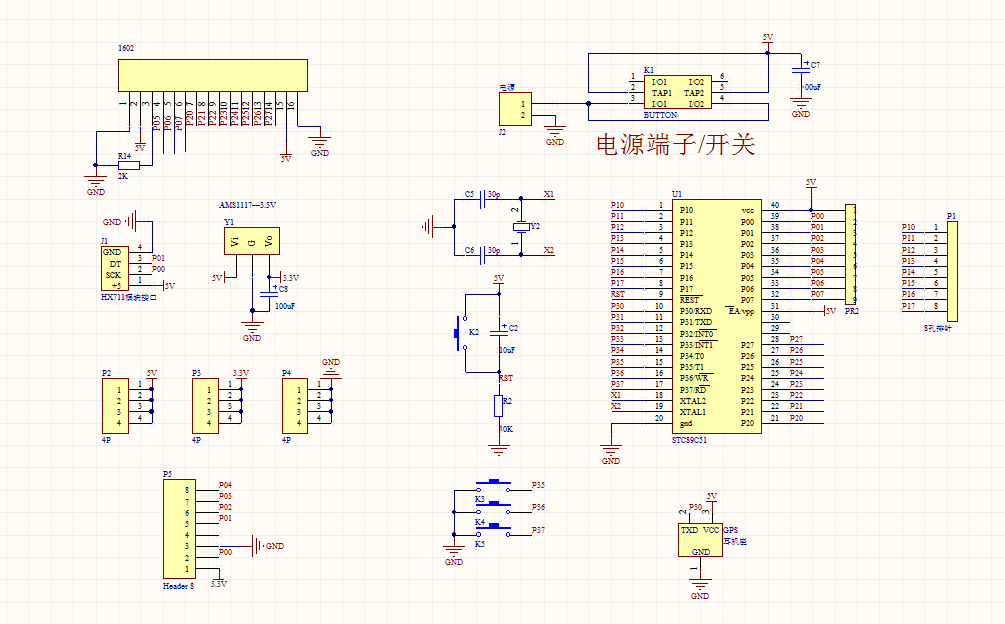 1602
1 2 3 4 5 6 7 8 9 10 11 12 13 14 15 16
P05 P06 P07 P20 P21 P22 P23 P24 P25 P26 P27
5V
5V
GND
R14
2K
GND
电源
1
2
J2
GND
K1
1 I/O1 I/O2 6
2 TAP1 TAP2 5
3 I/O1 I/O2 4
BUTTON
5V
C7
GND
电源端子/开关
AMS1117—3.3V
GND
J1
GND 4
DT 3 P01
SCK 2 P00
+5 1 5V
HX711模块接口
Y1
Vi G Vo
5V
3.3V
C8
100uF
GND
C5 30p X1
2
Y2
1
C6 30p X2
5V
K2
C2
10uF
RST
R2
U1
P10 1 P10 vcc 40
P11 2 P11 P00 39 P00
P12 3 P12 P01 38 P01
P13 4 P13 P02 37 P02
P14 5 P14 P03 36 P03
P15 6 P15 P04 35 P04
P16 7 P16 P05 34 P05
P17 8 P17 P06 33 P06
RST 9 REST P07 32 P07
P30 10 P30/RXD EA/vpp 31 5V
P31 11 P31/TXD 30
P32 12 P32/INT0 29
P33 13 P33/INT1 P27 28 P27
P34 14 P34/T0 P26 27 P26
P35 15 P35/T1 P25 26 P25
P36 16 P36/WR P24 25 P24
P37 17 P37/RD P23 24 P23
X1 18 XTAL2 P22 23 P22
X2 19 XTAL1 P21 22 P21
20 gnd P20 21 P20
STC89C51
GND
5V
1
2
3
4
5
6
7
8
9
PR2
P1
P10 1
P11 2
P12 3
P13 4
P14 5
P15 6
P16 7
P17 8
8孔排针
P2
5V
1 1
2 2
3 3
4 4
4P
P3
3.3V
1 1
2 2
3 3
4 4
4P
GND
P4
1 1
2 2
3 3
4 4
4P
P5
8 P04
7 P03
6 P02
5 P01
4
3 GND
2 P00
1
3.3V
Header 8
P35
K3
P36
K4
P37
K5
GND
5V
P30
2 3
TXD VCC
GPS
GND
1
GND